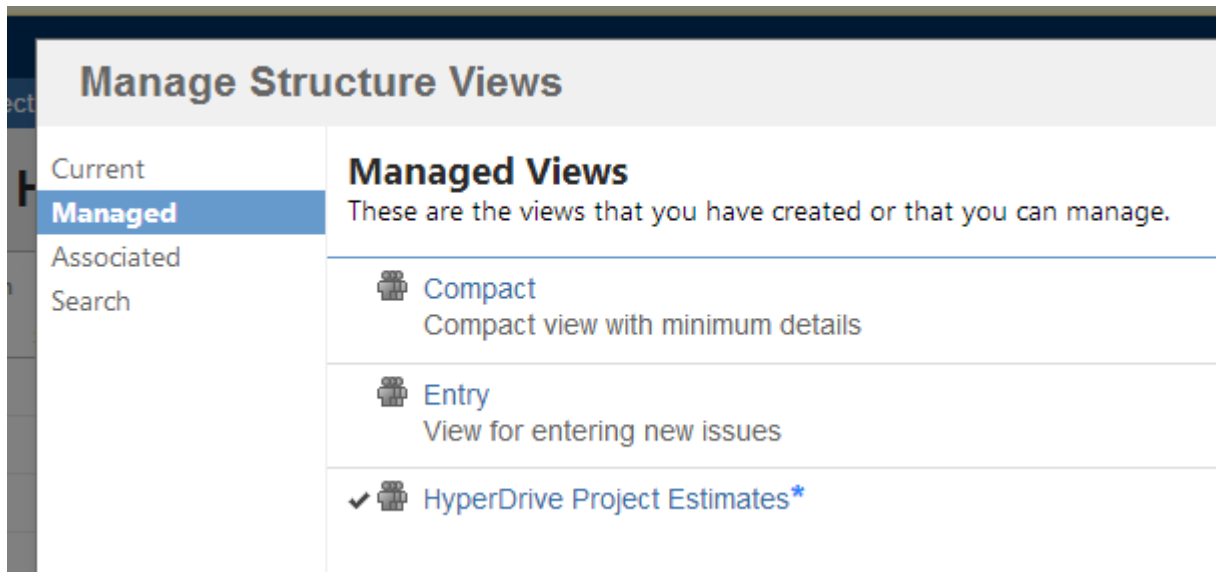 Manage Structure Views
ect
H
Current
Managed
Associated
Search
Managed Views
These are the views that you have created or that you can manage.
Compact
Compact view with minimum details
Entry
View for entering new issues
HyperDrive Project Estimates*